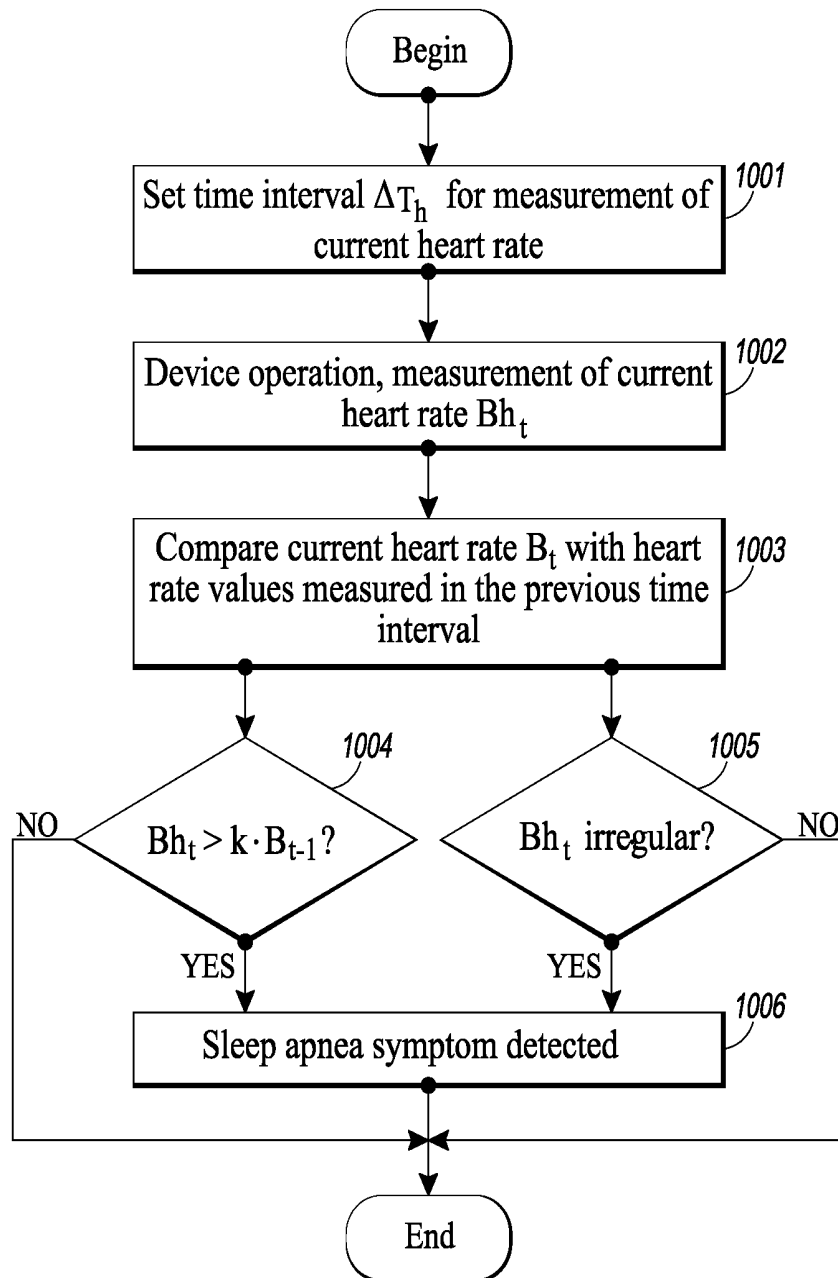 Begin
1001
Set time interval ΔT_h for measurement of
current heart rate
1002
Device operation, measurement of current
heart rate Bh_t
1003
Compare current heart rate B_t with heart
rate values measured in the previous time
interval
1004
1005
NO
Bh_t > k · B_t-1?
Bh_t irregular?
NO
YES
YES
1006
Sleep apnea symptom detected
End